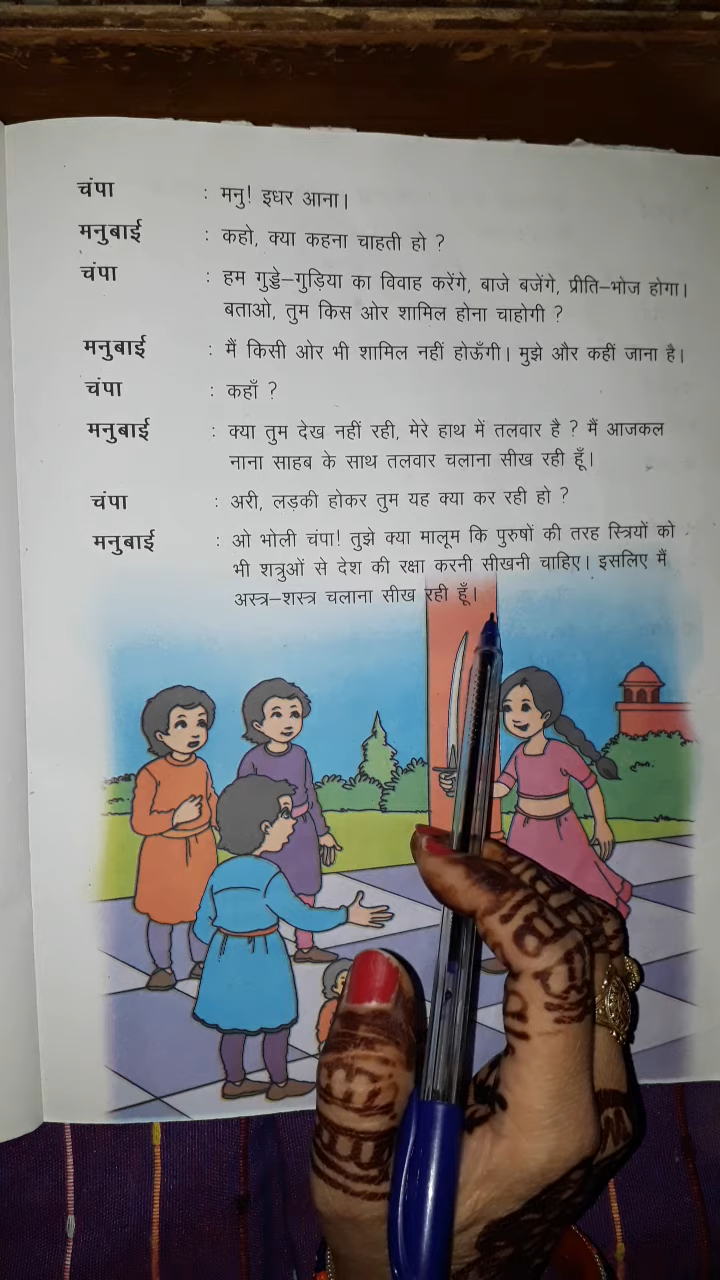 चंपा : मनु! इधर आना।
मनुबाई : कहो, क्या कहना चाहती हो ?
चंपा : हम गुड्डे–गुड़िया का विवाह करेंगे, बाजे बजेंगे, प्रीति–भोज होगा।
बताओ, तुम किस ओर शामिल होना चाहोगी ?
मनुबाई : मैं किसी ओर भी शामिल नहीं होऊँगी। मुझे और कहीं जाना है।
चंपा : कहाँ ?
मनुबाई : क्या तुम देख नहीं रही, मेरे हाथ में तलवार है ? मैं आजकल
नाना साहब के साथ तलवार चलाना सीख रही हूँ।
चंपा : अरी, लड़की होकर तुम यह क्या कर रही हो ?
मनुबाई : ओ भोली चंपा! तुझे क्या मालूम कि पुरुषों की तरह स्त्रियों को
भी शत्रुओं से देश की रक्षा करनी सीखनी चाहिए। इसलिए मैं
अस्त्र–शस्त्र चलाना सीख रही हूँ।